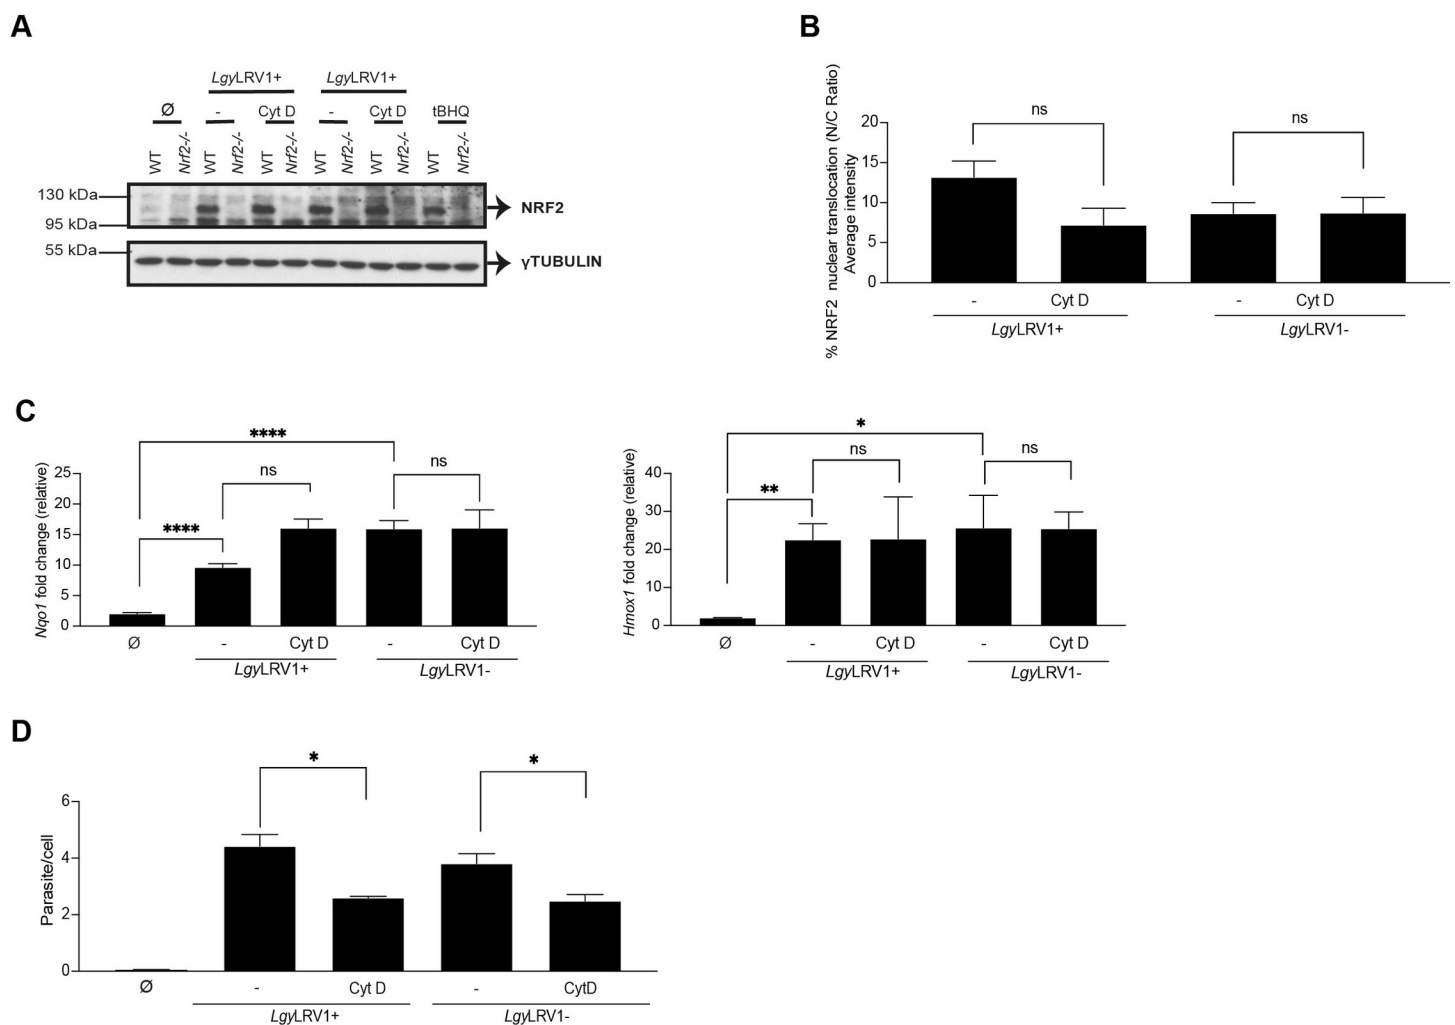 A
LgyLRV1+ LgyLRV1+
Ø - Cyt D - Cyt D tBHQ
WT Nrf2-/- WT Nrf2-/- WT Nrf2-/- WT Nrf2-/- WT Nrf2-/- WT Nrf2-/-
130 kDa
NRF2
95 kDa
55 kDa
γTUBULIN
B
% NRF2 nuclear translocation (N/C Ratio)
Average intensity
20
15
10
5
0
ns ns
- Cyt D - Cyt D
LgyLRV1+ LgyLRV1-
C
Nqo1 fold change (relative)
25
20
15
10
5
0
****
****
ns
ns
Ø - Cyt D - Cyt D
LgyLRV1+ LgyLRV1-
Hmox1 fold change (relative)
40
30
20
10
0
*
**
ns
ns
Ø - Cyt D - Cyt D
LgyLRV1+ LgyLRV1-
D
Parasite/cell
6
4
2
0
* *
Ø - Cyt D - CytD
LgyLRV1+ LgyLRV1-